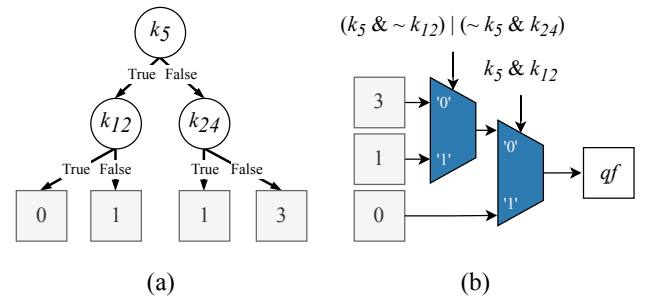 k5
True False
k12 k24
True False True False
0 1 1 3
(a)
(k5 & ~ k12) | (~ k5 & k24)
k5 & k12
3 '0'
1 '1'
'0'
0 '1'
qf
(b)